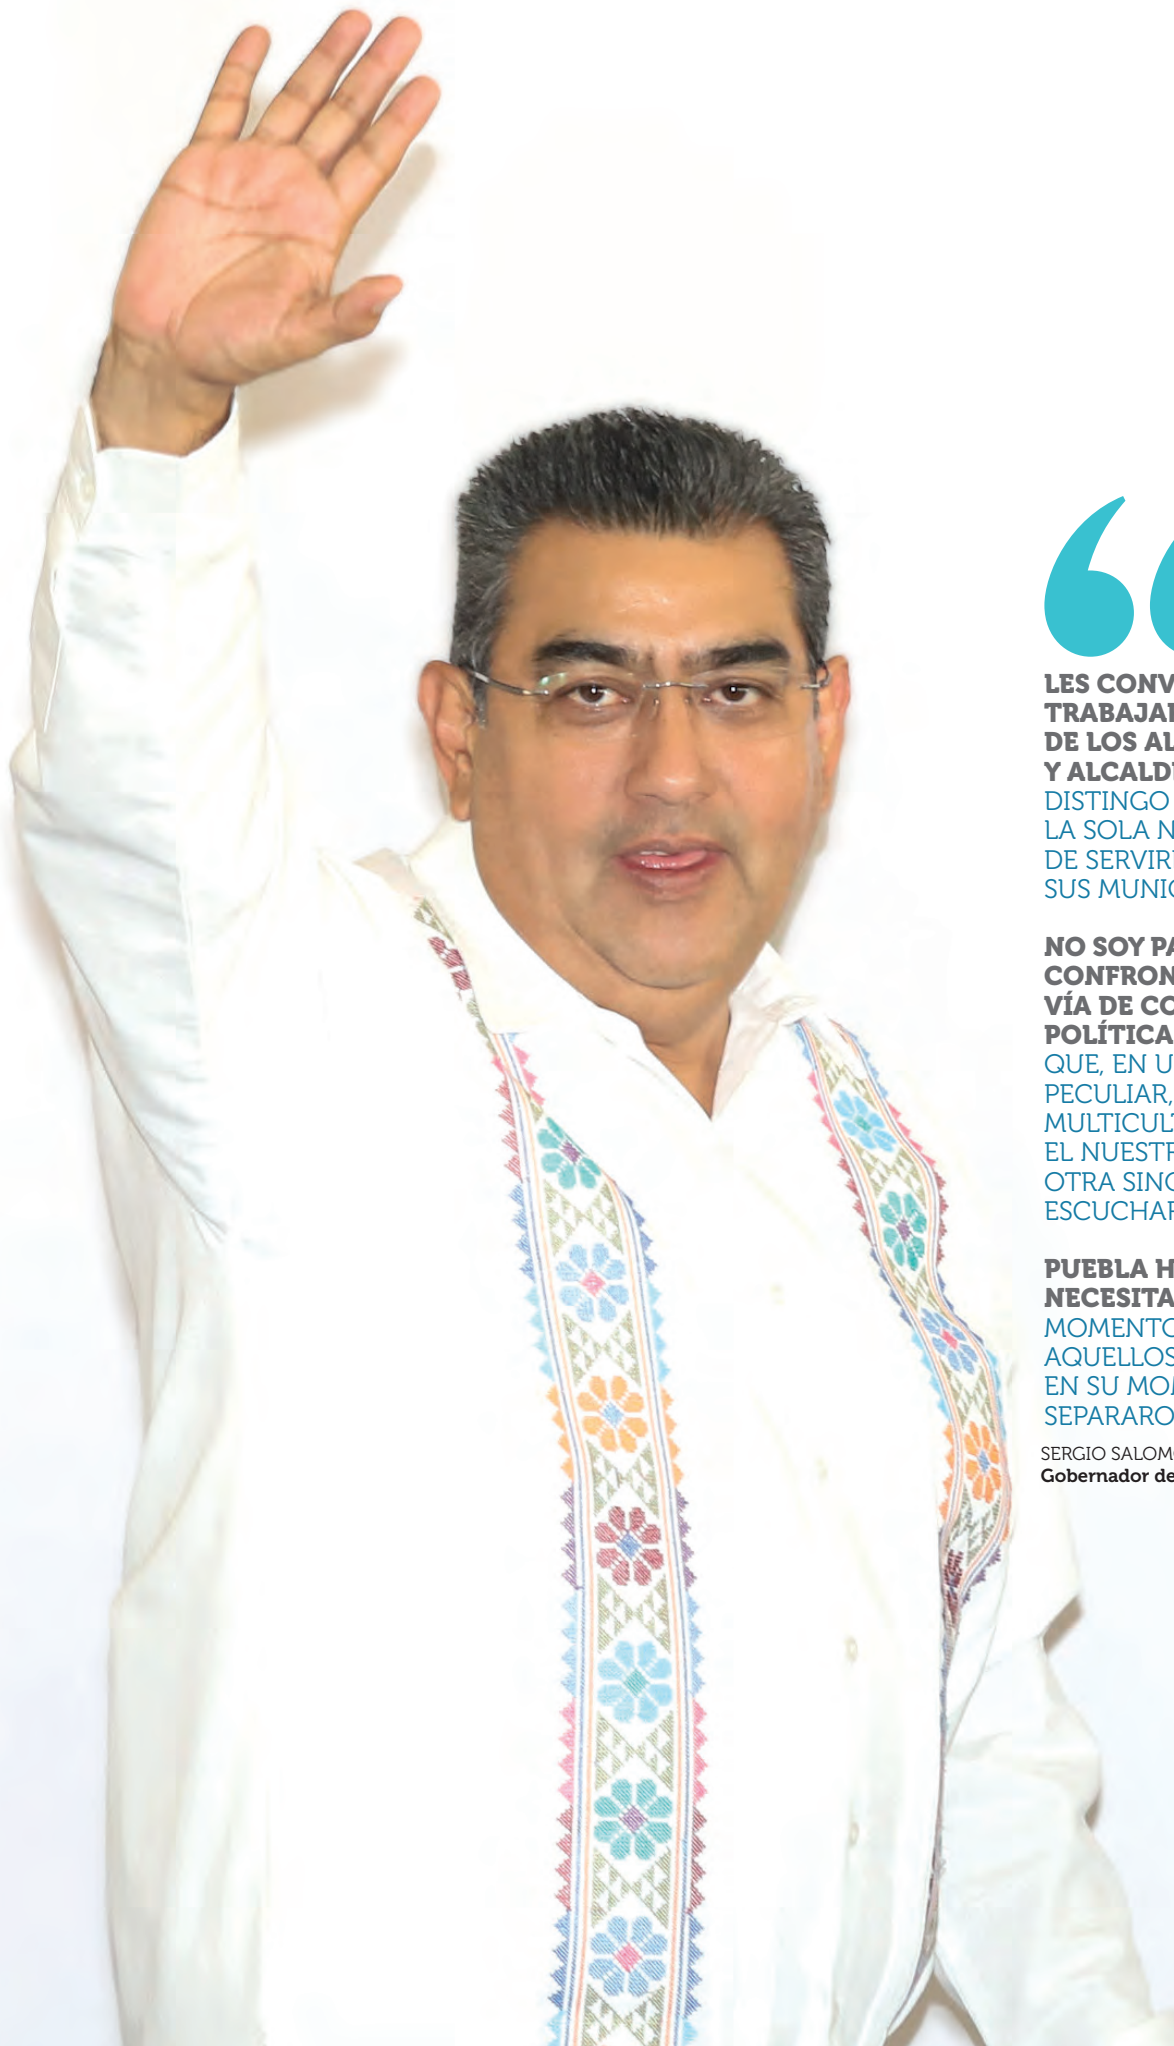 LES CONV
TRABAJAR
DE LOS AL
Y ALCALD
DISTINGO
LA SOLA N
DE SERVIR
SUS MUNI
NO SOY PA
CONFRON
VÍA DE CO
POLÍTICA
QUE, EN U
PECULIAR,
MULTICUL
EL NUESTR
OTRA SINO
ESCUCHAR
PUEBLA H
NECESITA
MOMENTO
AQUELLOS
EN SU MO
SEPARARO
SERGIO SALOM
Gobernador de